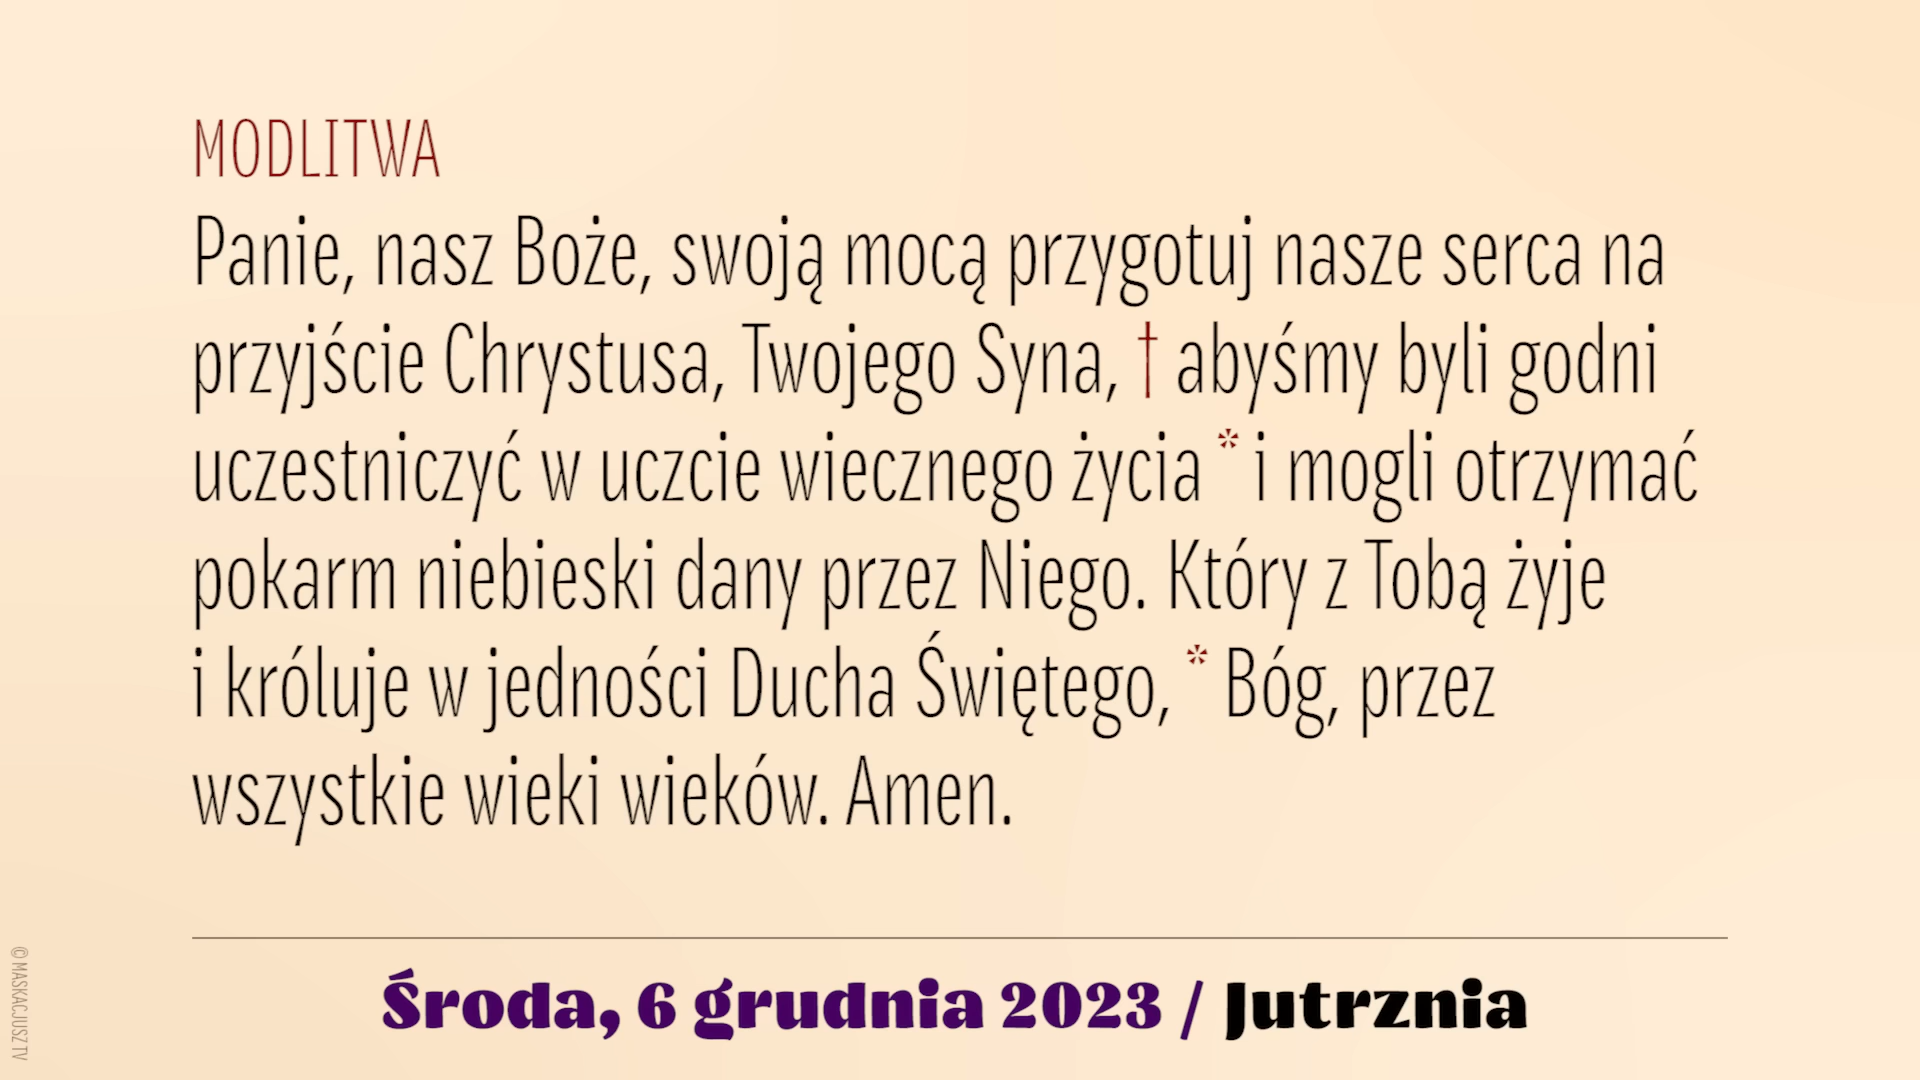 MODLITWA
Panie, nasz Boże, swoją mocą przygotuj nasze serca na
przyjście Chrystusa, Twojego Syna, † abyśmy byli godni
uczestniczyć w uczcie wiecznego życia * i mogli otrzymać
pokarm niebieski dany przez Niego. Który z Tobą żyje
i króluje w jedności Ducha Świętego, * Bóg, przez
wszystkie wieki wieków. Amen.
Środa, 6 grudnia 2023 / Jutrznia
© MASKACJUSZ TV